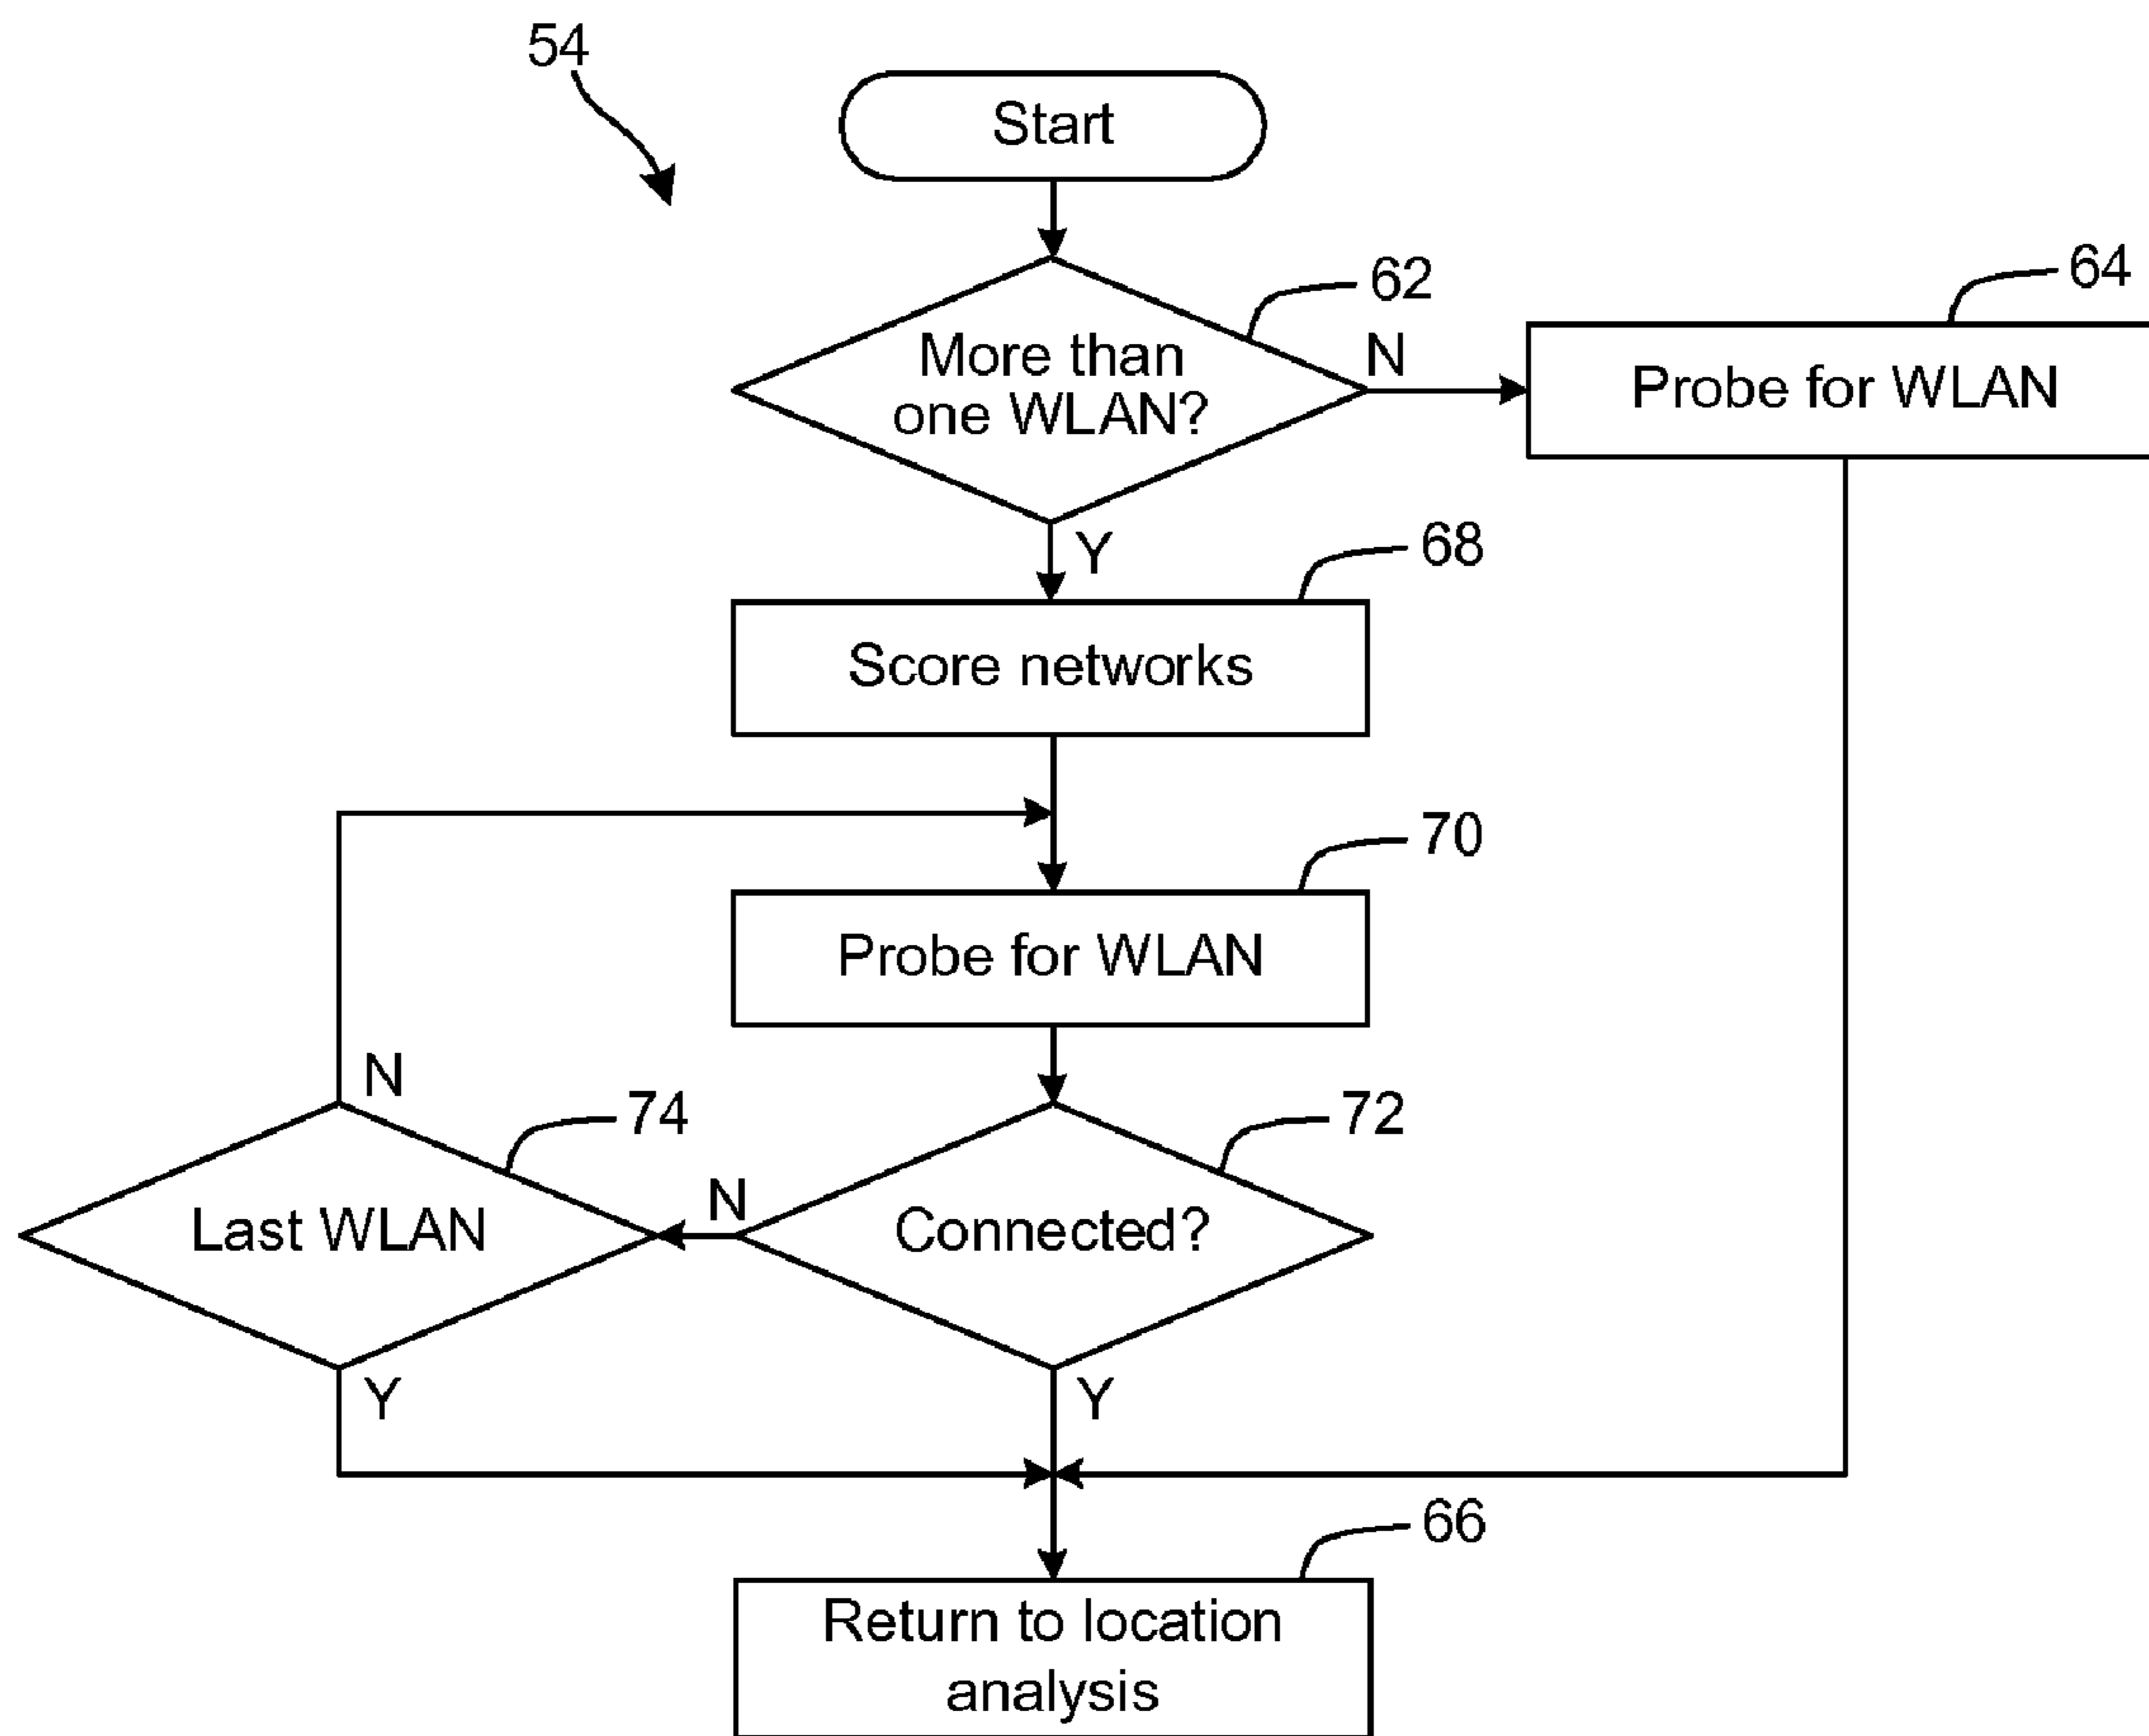 54
Start
62
64
More than
one WLAN?
N
Probe for WLAN
Y
68
Score networks
70
Probe for WLAN
N
74
72
Last WLAN
N
Connected?
Y
Y
66
Return to location
analysis